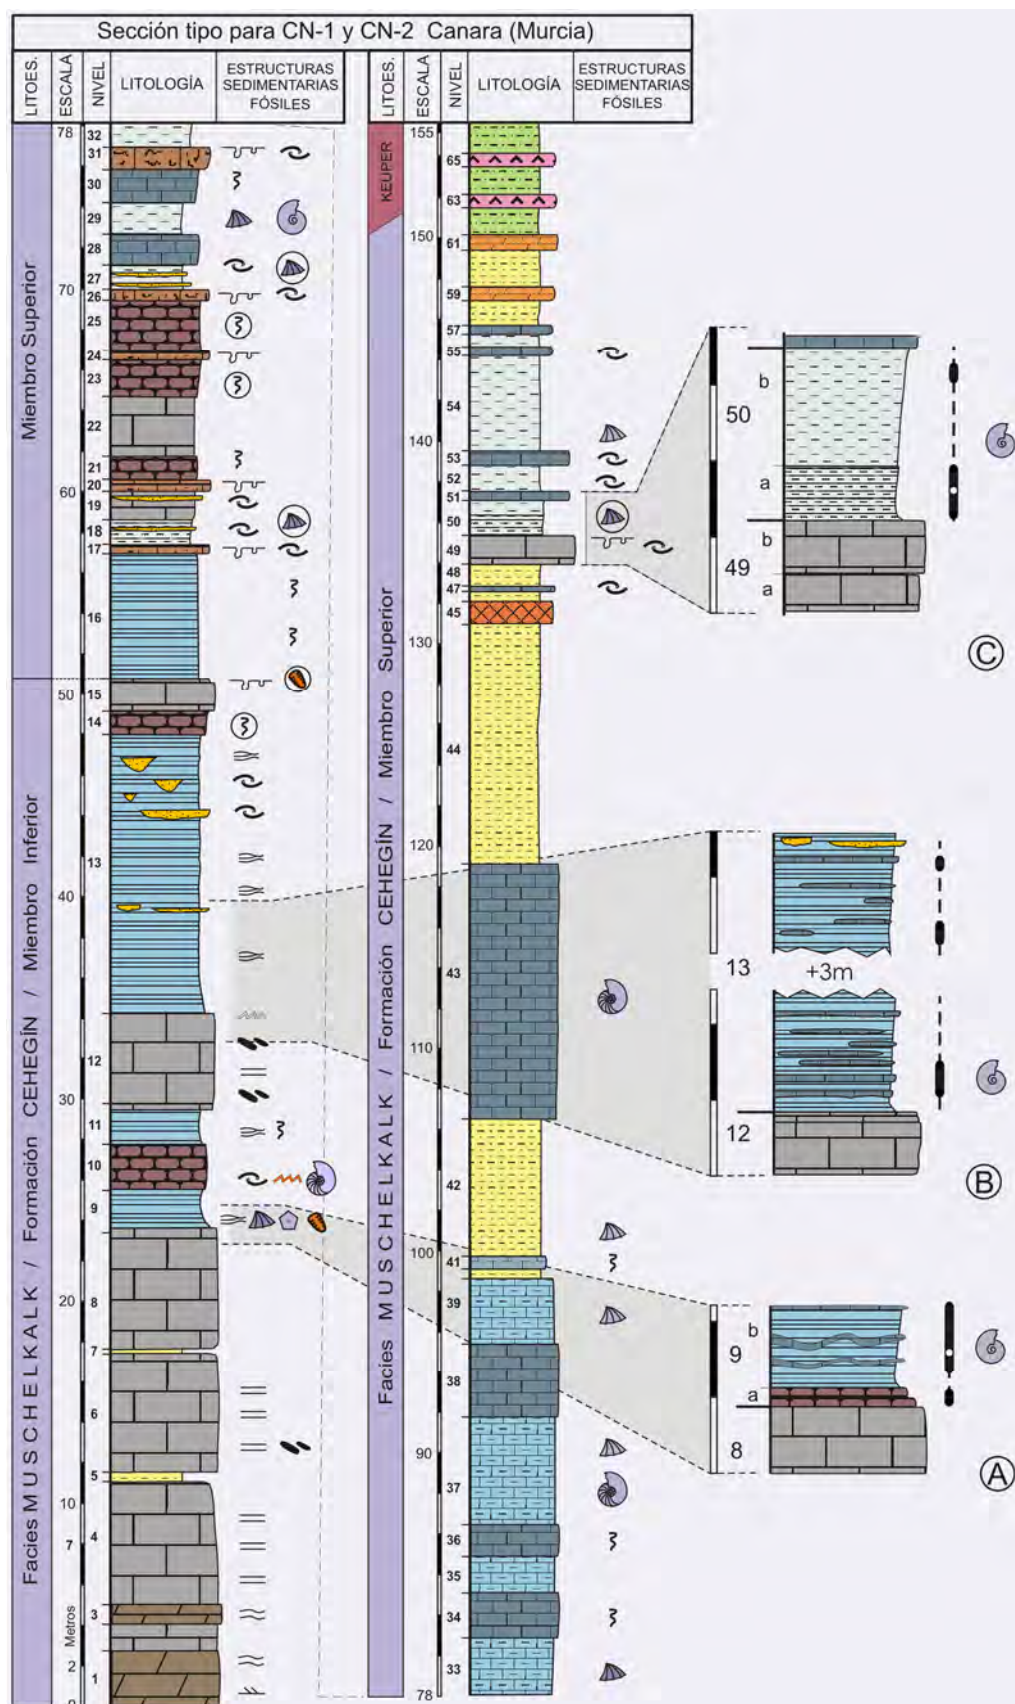 Sección tipo para CN-1 y CN-2 Canara (Murcia)
LITOES.
ESCALA
NIVEL
LITOLOGÍA
ESTRUCTURAS
SEDIMENTARIAS
FÓSILES
LITOES.
ESCALA
NIVEL
LITOLOGÍA
ESTRUCTURAS
SEDIMENTARIAS
FÓSILES
Facies MUSCHELKALK / Formación CEHEGÍN / Miembro Inferior
Miembro Superior
78
70
60
50
40
30
20
10
7
Metros
2
0
32
31
30
29
28
27
26
25
24
23
22
21
20
19
18
17
16
15
14
13
12
11
10
9
8
7
6
5
4
3
1
KEUPER
Facies MUSCHELKALK / Formación CEHEGÍN / Miembro Superior
155
150
140
130
120
110
100
90
78
65
63
61
59
57
55
54
53
52
51
50
49
48
47
45
44
43
42
41
39
38
37
36
35
34
33
50
b
a
49
b
a
C
13
+3m
12
B
9
b
a
8
A